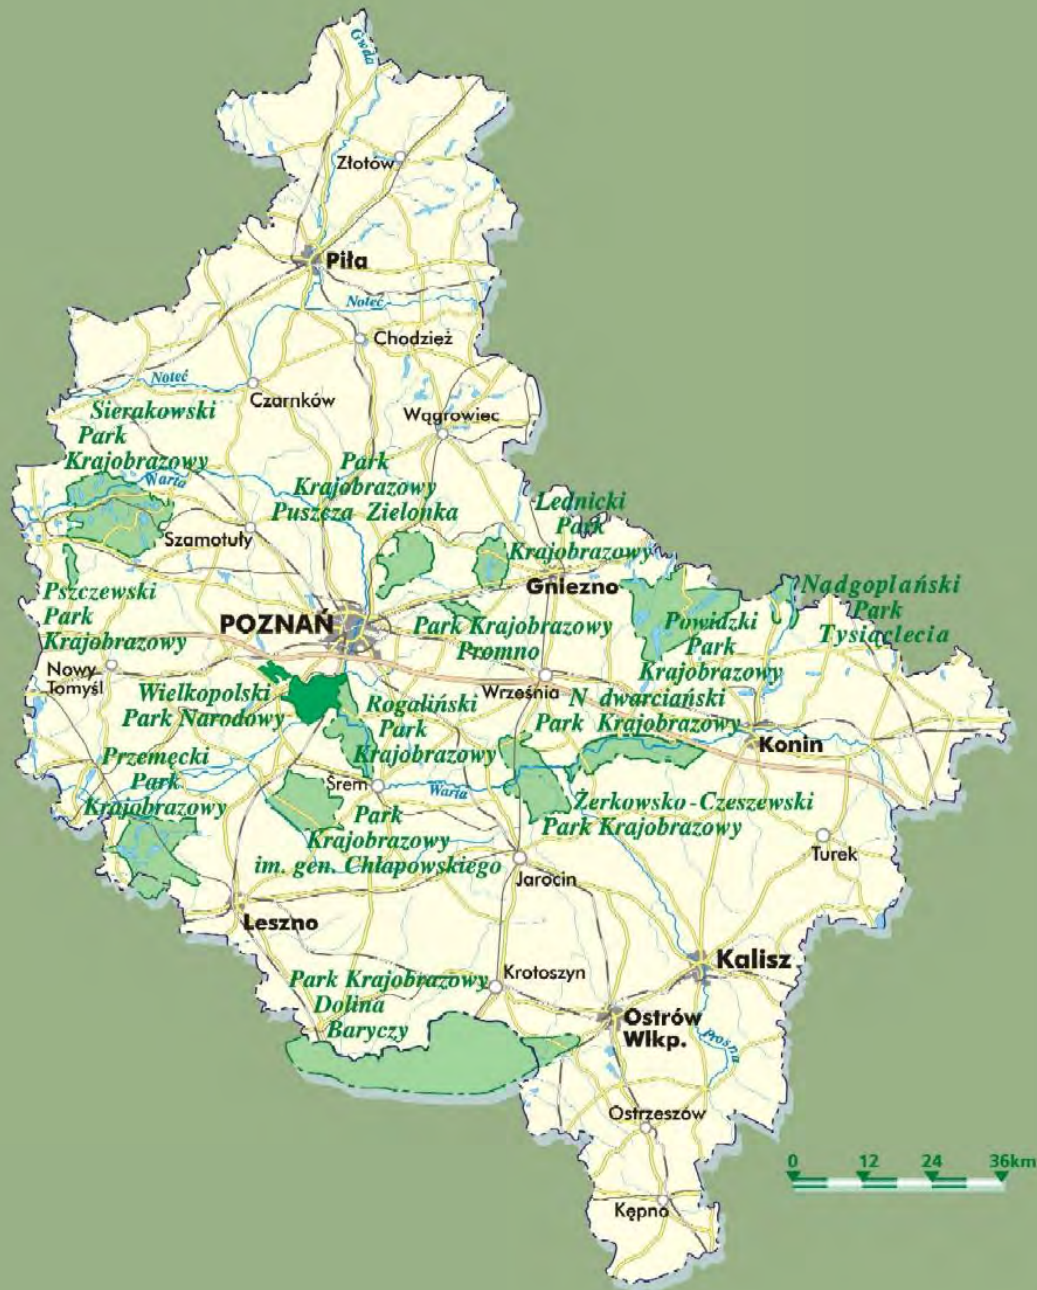 Gwda
Złotów
Piła
Noteć
Chodzież
Noteć
Czarnków
Sierakowski
Park
Krajobrazowy
Wągrowiec
Warta
Park
Krajobrazowy
Puszcza Zielonka
Lednicki
Park
Krajobrazowy
Szamotuły
Gniezno
Pszczewski
Park
Krajobrazowy
POZNAŃ
Park Krajobrazowy
Promno
Powidzki
Park
Krajobrazowy
Nadgoplański
Park
Tysiąclecia
Nowy
Tomyśl
Wielkopolski
Park Narodowy
Rogaliński
Park
Krajobrazowy
Września
N dwarciański
Park Krajobrazowy
Konin
Przemęcki
Park
Krajobrazowy
Śrem
Warta
Żerkowsko-Czeszewski
Park Krajobrazowy
Park
Krajobrazowy
im. gen. Chłapowskiego
Turek
Jarocin
Leszno
Kalisz
Park Krajobrazowy
Dolina
Baryczy
Krotoszyn
Ostrów
Wlkp.
Prosna
Ostrzeszów
Kępno
0 12 24 36km